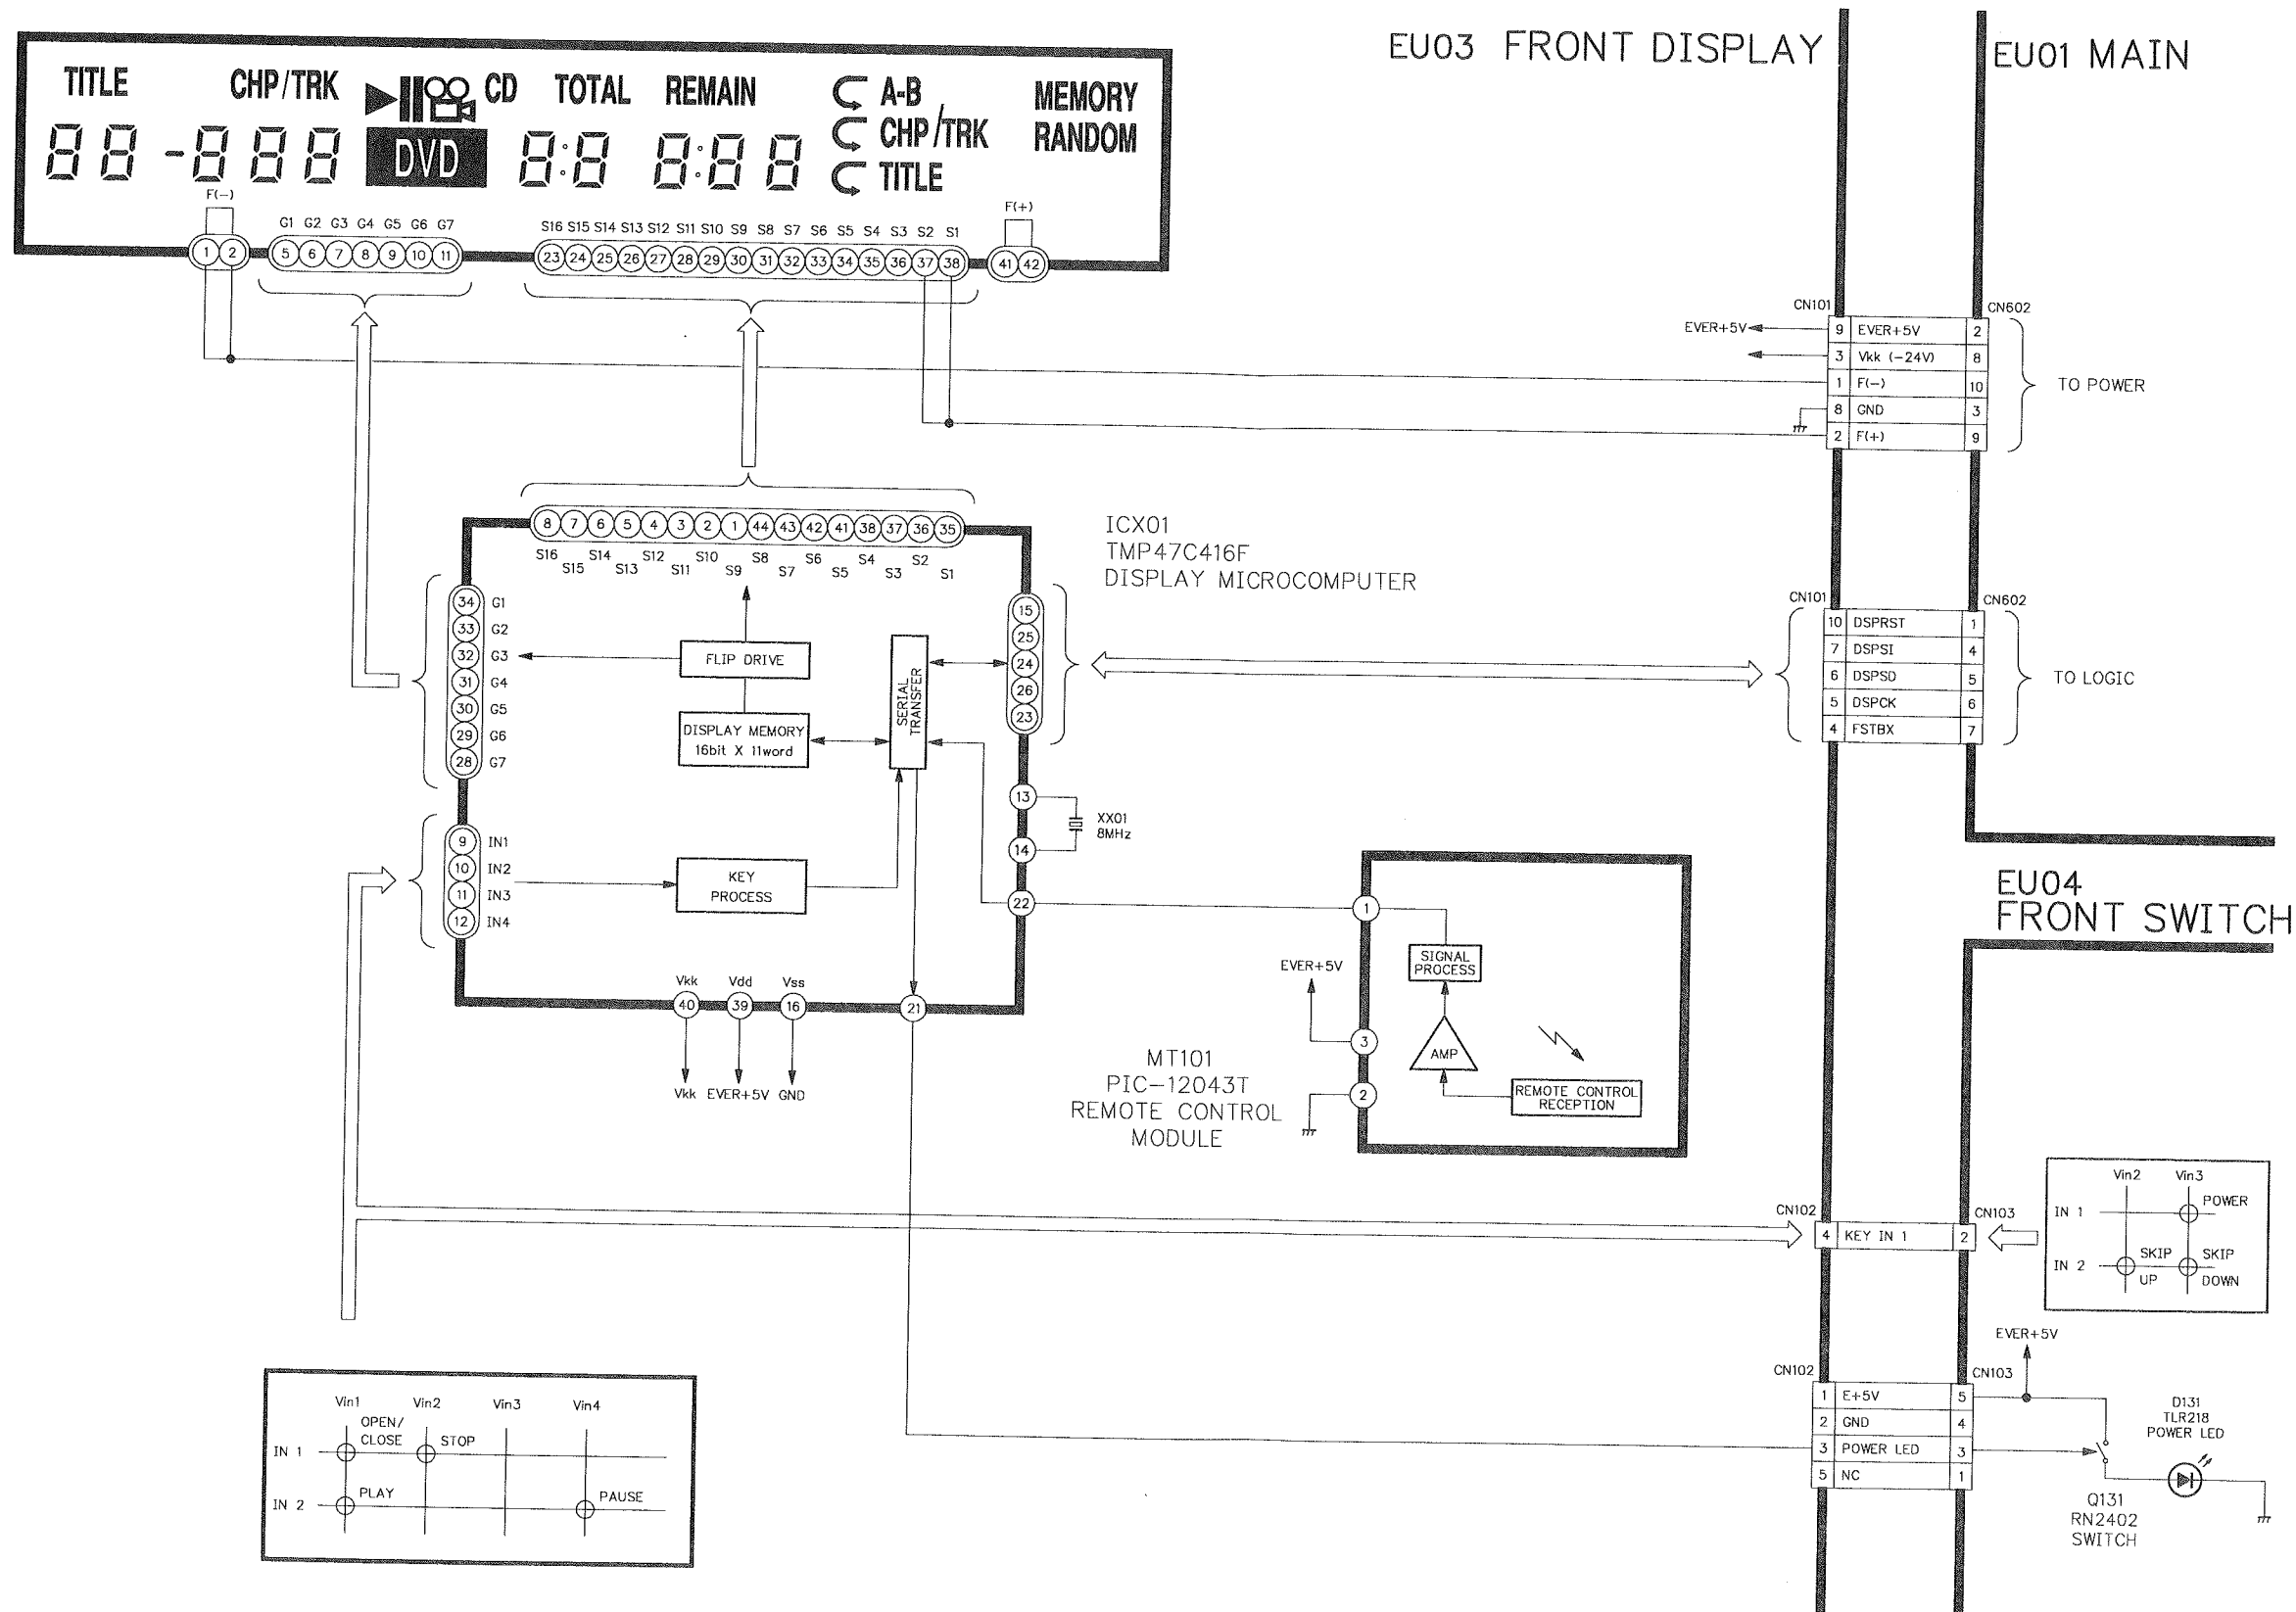 EU03 FRONT DISPLAY
EU01 MAIN
TITLE CHP/TRK CD TOTAL REMAIN A-B MEMORY
CHP/TRK RANDOM
DVD
TITLE
F(-)
F(+)
G1 G2 G3 G4 G5 G6 G7
S16 S15 S14 S13 S12 S11 S10 S9 S8 S7 S6 S5 S4 S3 S2 S1
1 2 5 6 7 8 9 10 11 23 24 25 26 27 28 29 30 31 32 33 34 35 36 37 38 41 42
CN101 CN602
EVER+5V 9 EVER+5V 2
3 Vkk (-24V) 8
1 F(-) 10
8 GND 3
2 F(+) 9
TO POWER
8 7 6 5 4 3 2 1 44 43 42 41 38 37 36 35
S16 S15 S14 S13 S12 S11 S10 S9 S8 S7 S6 S5 S4 S3 S2 S1
ICX01
TMP47C416F
DISPLAY MICROCOMPUTER
34 G1
33 G2
32 G3
31 G4
30 G5
29 G6
28 G7
FLIP DRIVE
DISPLAY MEMORY
16bit X 11word
SERIAL
TRANSFER
15
25
24
26
23
CN101 CN602
10 DSPRST 1
7 DSPSI 4
6 DSPSO 5
5 DSPCK 6
4 FSTBX 7
TO LOGIC
13
14
XX01
8MHz
9 IN1
10 IN2
11 IN3
12 IN4
KEY
PROCESS
22
Vkk Vdd Vss
40 39 16 21
Vkk EVER+5V GND
EU04
FRONT SWITCH
1
3
2
EVER+5V
SIGNAL
PROCESS
AMP
REMOTE CONTROL
RECEPTION
MT101
PIC-12043T
REMOTE CONTROL
MODULE
CN102 CN103
4 KEY IN 1 2
Vin2 Vin3
IN 1 POWER
IN 2 SKIP UP SKIP DOWN
EVER+5V
CN102 CN103
1 E+5V 5
2 GND 4
3 POWER LED 3
5 NC 1
D131
TLR218
POWER LED
Q131
RN2402
SWITCH
Vin1 Vin2 Vin3 Vin4
OPEN/
CLOSE STOP
IN 1
PLAY PAUSE
IN 2